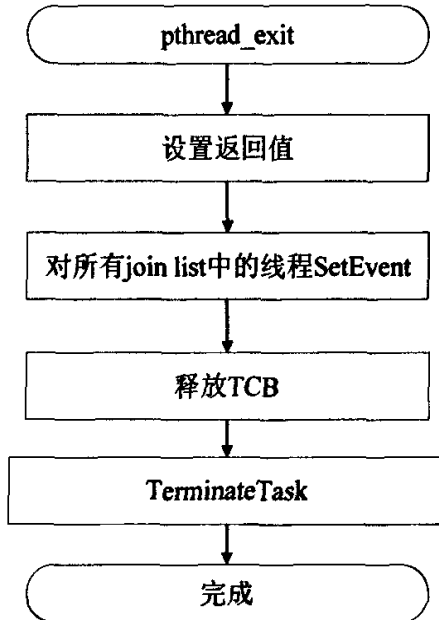 pthread_exit
设置返回值
对所有join list中的线程SetEvent
释放TCB
TerminateTask
完成